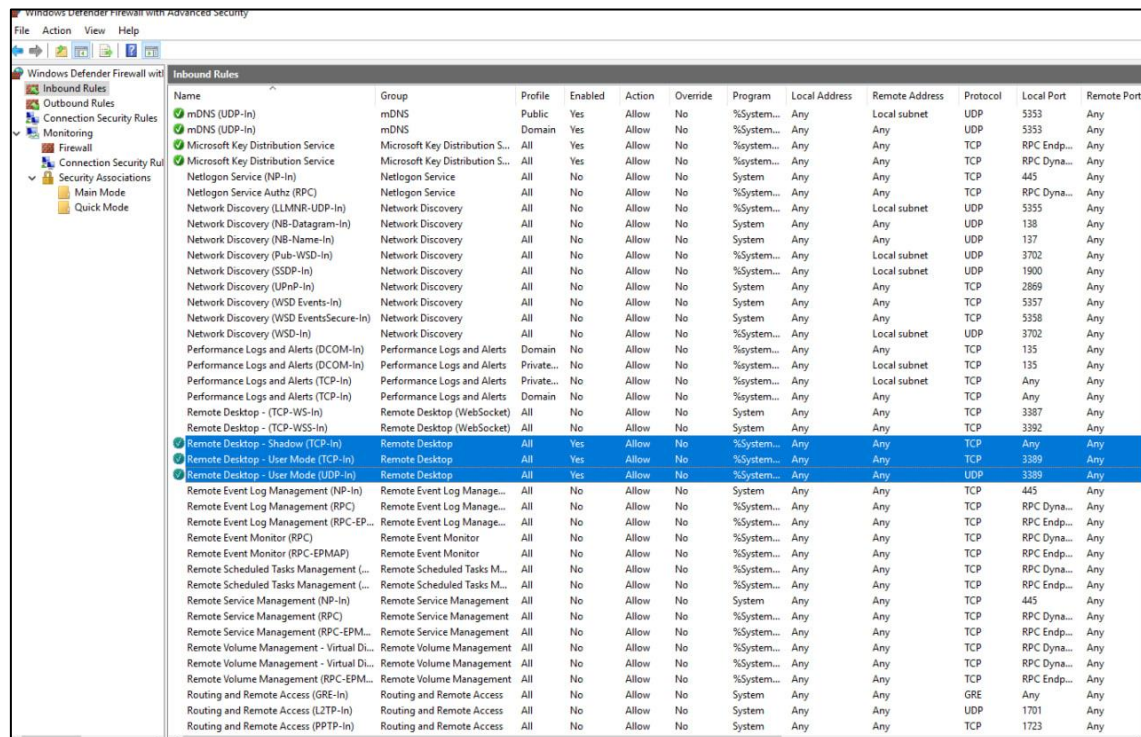 Windows Defender Firewall with Advanced Security
File Action View Help
Windows Defender Firewall witl
Inbound Rules
Outbound Rules
Connection Security Rules
Monitoring
Firewall
Connection Security Rul
Security Associations
Main Mode
Quick Mode
Inbound Rules
Name Group Profile Enabled Action Override Program Local Address Remote Address Protocol Local Port Remote Port
mDNS (UDP-In) mDNS Public Yes Allow No %System... Any Local subnet UDP 5353 Any
mDNS (UDP-In) mDNS Domain Yes Allow No %System... Any Any UDP 5353 Any
Microsoft Key Distribution Service Microsoft Key Distribution S... All Yes Allow No %System... Any Any TCP RPC Endp... Any
Microsoft Key Distribution Service Microsoft Key Distribution S... All Yes Allow No %System... Any Any TCP RPC Dyna... Any
Netlogon Service (NP-In) Netlogon Service All No Allow No System Any Any TCP 445 Any
Netlogon Service Authz (RPC) Netlogon Service All No Allow No %System... Any Any TCP RPC Dyna... Any
Network Discovery (LLMNR-UDP-In) Network Discovery All No Allow No %System... Any Local subnet UDP 5355 Any
Network Discovery (NB-Datagram-In) Network Discovery All No Allow No System Any Any UDP 138 Any
Network Discovery (NB-Name-In) Network Discovery All No Allow No System Any Any UDP 137 Any
Network Discovery (Pub-WSD-In) Network Discovery All No Allow No %System... Any Local subnet UDP 3702 Any
Network Discovery (SSDP-In) Network Discovery All No Allow No %System... Any Local subnet UDP 1900 Any
Network Discovery (UPnP-In) Network Discovery All No Allow No System Any Any TCP 2869 Any
Network Discovery (WSD Events-In) Network Discovery All No Allow No System Any Any TCP 5357 Any
Network Discovery (WSD EventsSecure-In) Network Discovery All No Allow No System Any Any TCP 5358 Any
Network Discovery (WSD-In) Network Discovery All No Allow No %System... Any Local subnet UDP 3702 Any
Performance Logs and Alerts (DCOM-In) Performance Logs and Alerts Domain No Allow No %system... Any Any TCP 135 Any
Performance Logs and Alerts (DCOM-In) Performance Logs and Alerts Private... No Allow No %system... Any Local subnet TCP 135 Any
Performance Logs and Alerts (TCP-In) Performance Logs and Alerts Private... No Allow No %system... Any Local subnet TCP Any Any
Performance Logs and Alerts (TCP-In) Performance Logs and Alerts Domain No Allow No %system... Any Any TCP Any Any
Remote Desktop - (TCP-WS-In) Remote Desktop (WebSocket) All No Allow No System Any Any TCP 3387 Any
Remote Desktop - (TCP-WSS-In) Remote Desktop (WebSocket) All No Allow No System Any Any TCP 3392 Any
Remote Desktop - Shadow (TCP-In) Remote Desktop All Yes Allow No %System... Any Any TCP Any Any
Remote Desktop - User Mode (TCP-In) Remote Desktop All Yes Allow No %System... Any Any TCP 3389 Any
Remote Desktop - User Mode (UDP-In) Remote Desktop All Yes Allow No %System... Any Any UDP 3389 Any
Remote Event Log Management (NP-In) Remote Event Log Manage... All No Allow No System Any Any TCP 445 Any
Remote Event Log Management (RPC) Remote Event Log Manage... All No Allow No %System... Any Any TCP RPC Dyna... Any
Remote Event Log Management (RPC-EP... Remote Event Log Manage... All No Allow No %System... Any Any TCP RPC Endp... Any
Remote Event Monitor (RPC) Remote Event Monitor All No Allow No %System... Any Any TCP RPC Dyna... Any
Remote Event Monitor (RPC-EPMAP) Remote Event Monitor All No Allow No %System... Any Any TCP RPC Endp... Any
Remote Scheduled Tasks Management (... Remote Scheduled Tasks M... All No Allow No %System... Any Any TCP RPC Dyna... Any
Remote Scheduled Tasks Management (... Remote Scheduled Tasks M... All No Allow No %System... Any Any TCP RPC Endp... Any
Remote Service Management (NP-In) Remote Service Management All No Allow No System Any Any TCP 445 Any
Remote Service Management (RPC) Remote Service Management All No Allow No %System... Any Any TCP RPC Dyna... Any
Remote Service Management (RPC-EPM... Remote Service Management All No Allow No %System... Any Any TCP RPC Endp... Any
Remote Volume Management - Virtual Di... Remote Volume Management All No Allow No %System... Any Any TCP RPC Dyna... Any
Remote Volume Management - Virtual Di... Remote Volume Management All No Allow No %System... Any Any TCP RPC Dyna... Any
Remote Volume Management (RPC-EPM... Remote Volume Management All No Allow No %System... Any Any TCP RPC Endp... Any
Routing and Remote Access (GRE-In) Routing and Remote Access All No Allow No System Any Any GRE Any Any
Routing and Remote Access (L2TP-In) Routing and Remote Access All No Allow No System Any Any UDP 1701 Any
Routing and Remote Access (PPTP-In) Routing and Remote Access All No Allow No System Any Any TCP 1723 Any